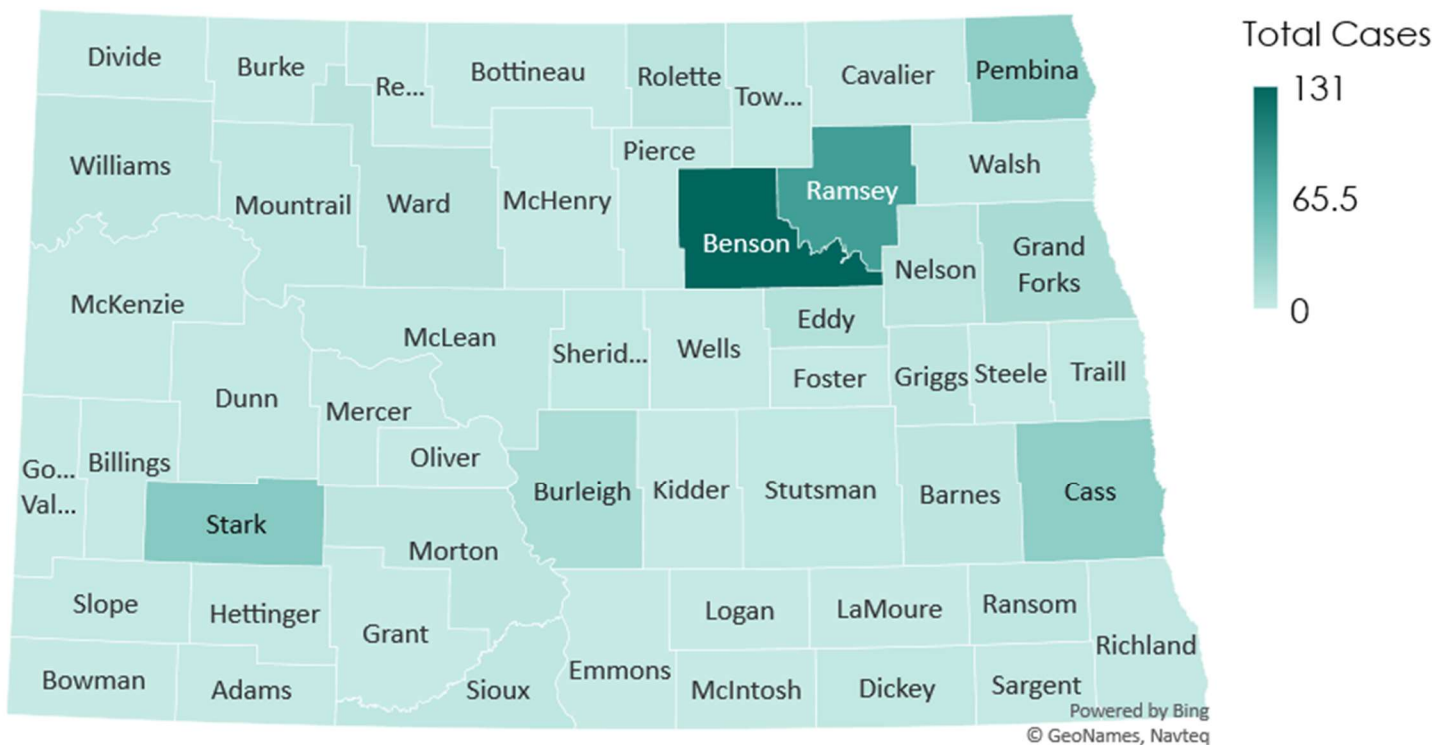 Total Cases
131
65.5
0
Divide
Burke
Re...
Bottineau
Rolette
Tow...
Cavalier
Pembina
Williams
Mountrail
Ward
McHenry
Pierce
Benson
Ramsey
Walsh
Nelson
Grand
Forks
McKenzie
McLean
Sherid...
Wells
Eddy
Foster
Griggs
Steele
Traill
Dunn
Mercer
Oliver
Go...
Val...
Billings
Stark
Morton
Burleigh
Kidder
Stutsman
Barnes
Cass
Slope
Hettinger
Grant
Logan
LaMoure
Ransom
Richland
Bowman
Adams
Sioux
Emmons
McIntosh
Dickey
Sargent
Powered by Bing
© GeoNames, Navteq